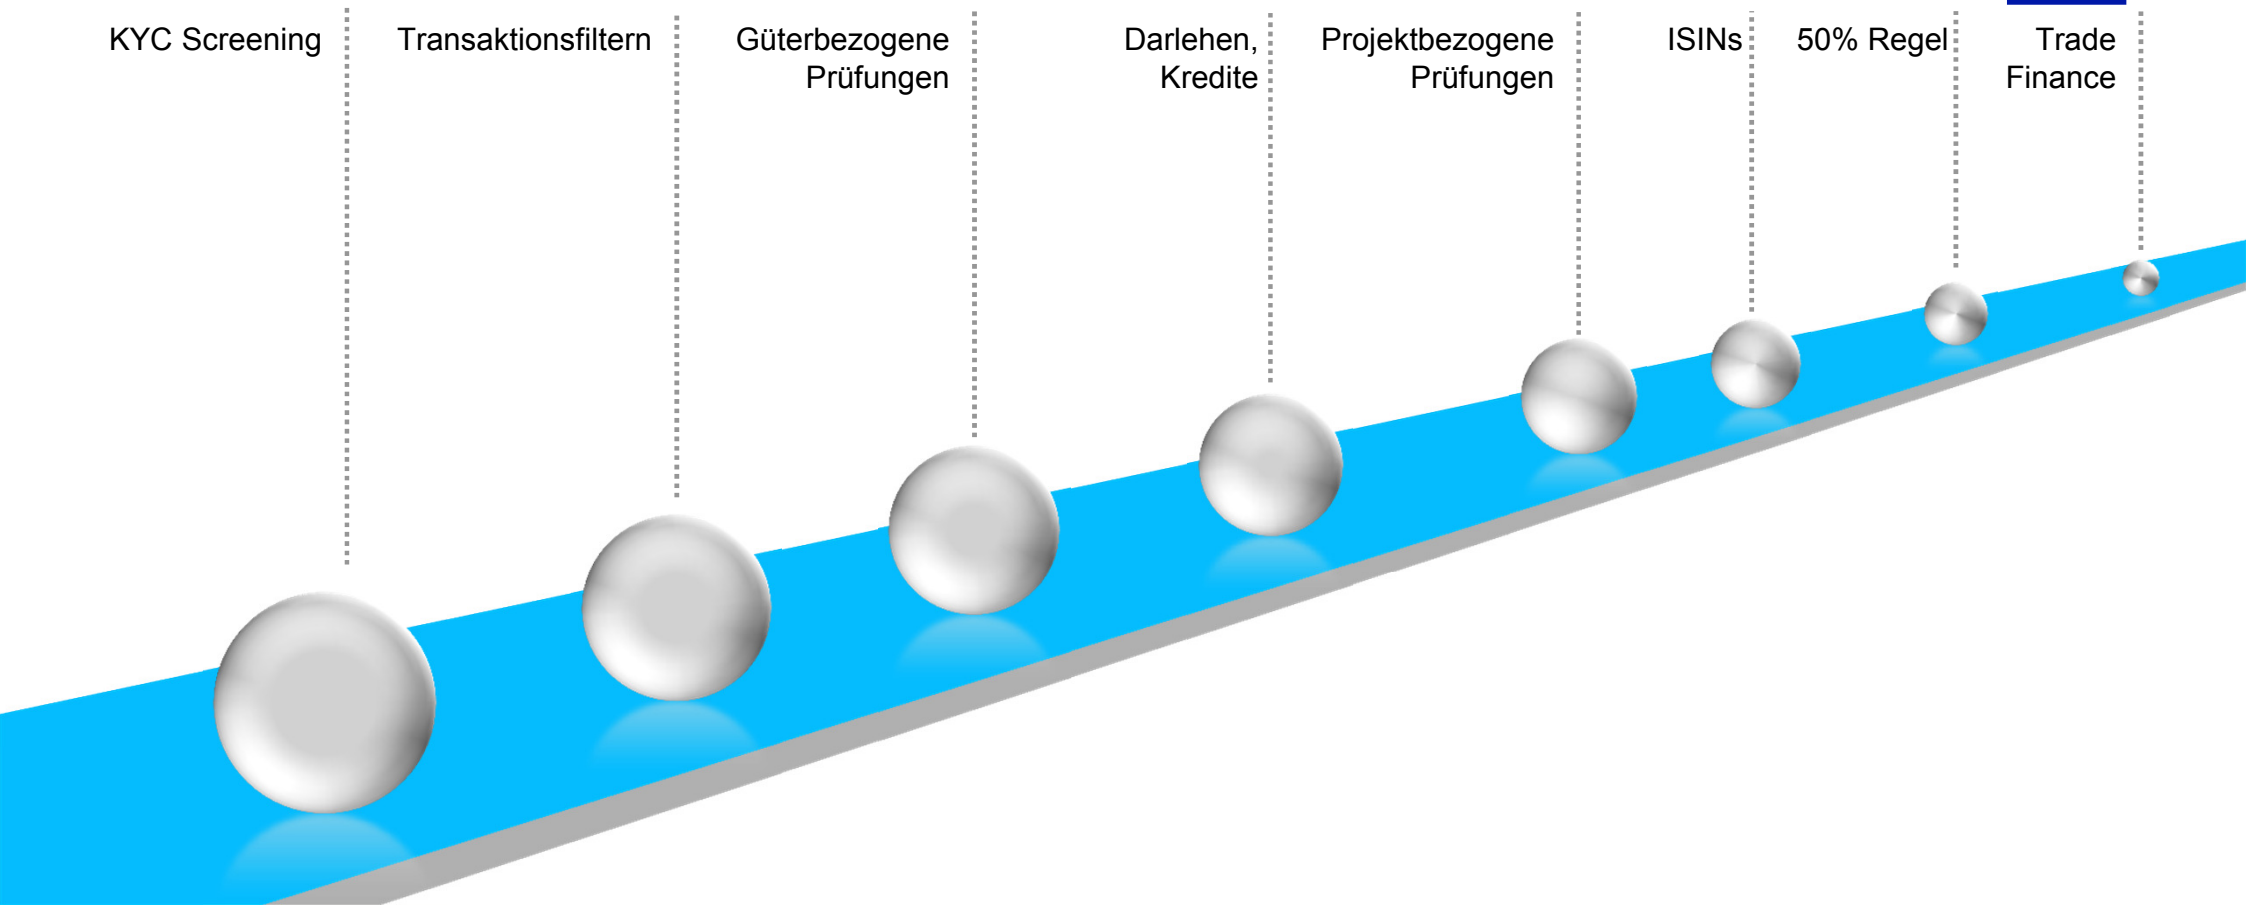 KYC Screening
Transaktionsfiltern
Güterbezogene
Prüfungen
Darlehen,
Kredite
Projektbezogene
Prüfungen
ISINs
50% Regel
Trade
Finance